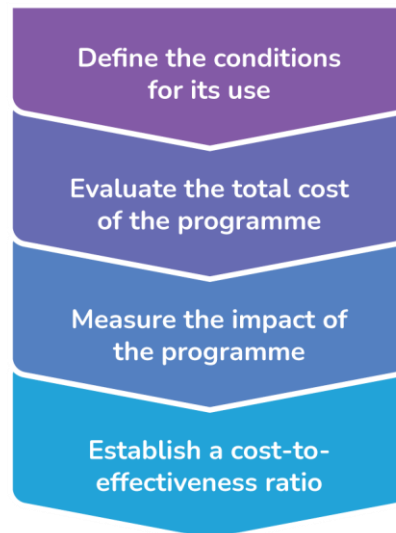 Define the conditions
for its use
Evaluate the total cost
of the programme
Measure the impact of
the programme
Establish a cost-to-
effectiveness ratio